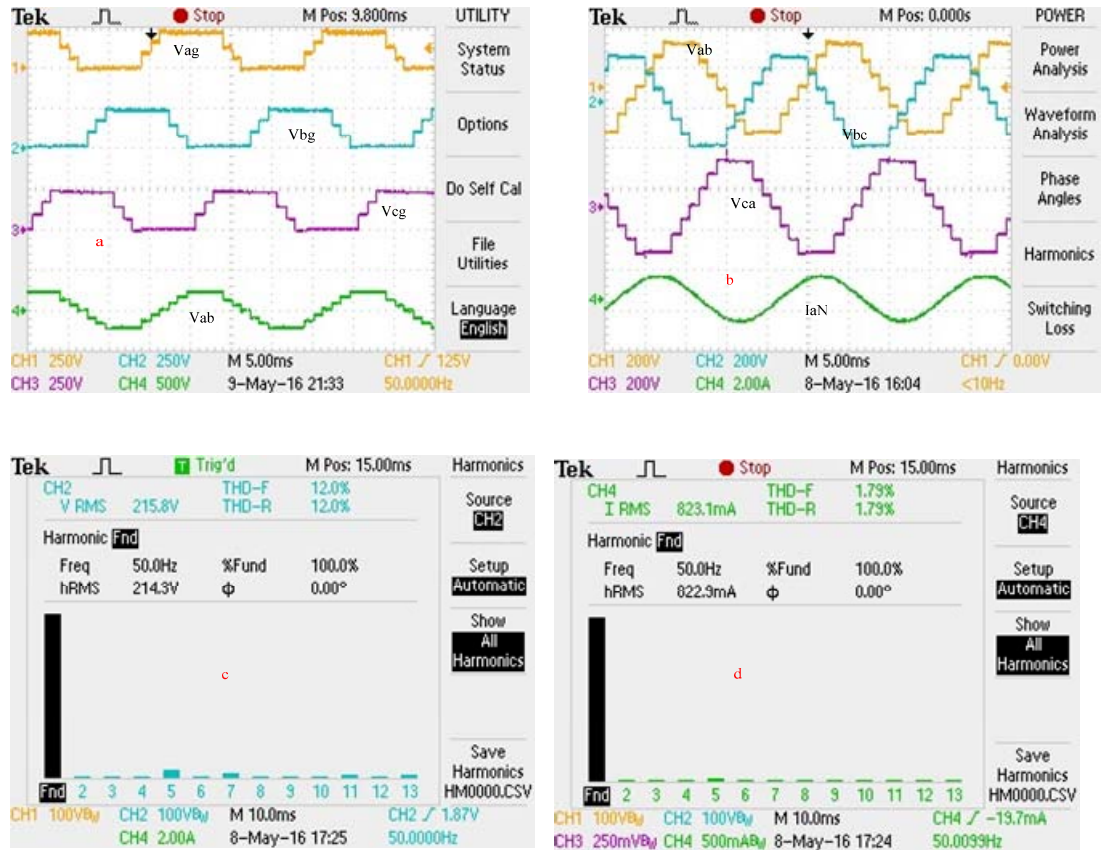 Tek Stop M Pos: 9.800ms UTILITY
System Status
Options
Do Self Cal
File Utilities
Language
English
1
2
3
4
Vag
Vbg
Vcg
a
Vab
CH1 250V CH2 250V M 5.00ms CH1 125V
CH3 250V CH4 500V 9-May-16 21:33 50.0000Hz
Tek Stop M Pos: 0.000s POWER
Power Analysis
Waveform Analysis
Phase Angles
Harmonics
Switching Loss
1
2
3
4
Vab
Vbc
Vca
b
IaN
CH1 200V CH2 200V M 5.00ms CH1 0.00V
CH3 200V CH4 2.00A 8-May-16 16:04 <10Hz
Tek T Trig'd M Pos: 15.00ms Harmonics
CH2 THD-F 12.0%
V RMS 215.8V THD-R 12.0%
Harmonic Fnd
Freq 50.0Hz %Fund 100.0%
hRMS 214.3V Φ 0.00°
Source
CH2
Setup
Automatic
Show
All
Harmonics
Save
Harmonics
HM0000.CSV
c
Fnd 2 3 4 5 6 7 8 9 10 11 12 13
CH1 100VBW CH2 100VBW M 10.0ms CH2 1.87V
CH4 2.00A 8-May-16 17:25 50.0000Hz
Tek Stop M Pos: 15.00ms Harmonics
CH4 THD-F 1.79%
I RMS 823.1mA THD-R 1.79%
Harmonic Fnd
Freq 50.0Hz %Fund 100.0%
hRMS 822.9mA Φ 0.00°
Source
CH4
Setup
Automatic
Show
All
Harmonics
Save
Harmonics
HM0000.CSV
d
Fnd 2 3 4 5 6 7 8 9 10 11 12 13
CH1 100VBW CH2 100VBW M 10.0ms CH4 -19.7mA
CH3 250mVBW CH4 500mABW 8-May-16 17:24 50.0099Hz